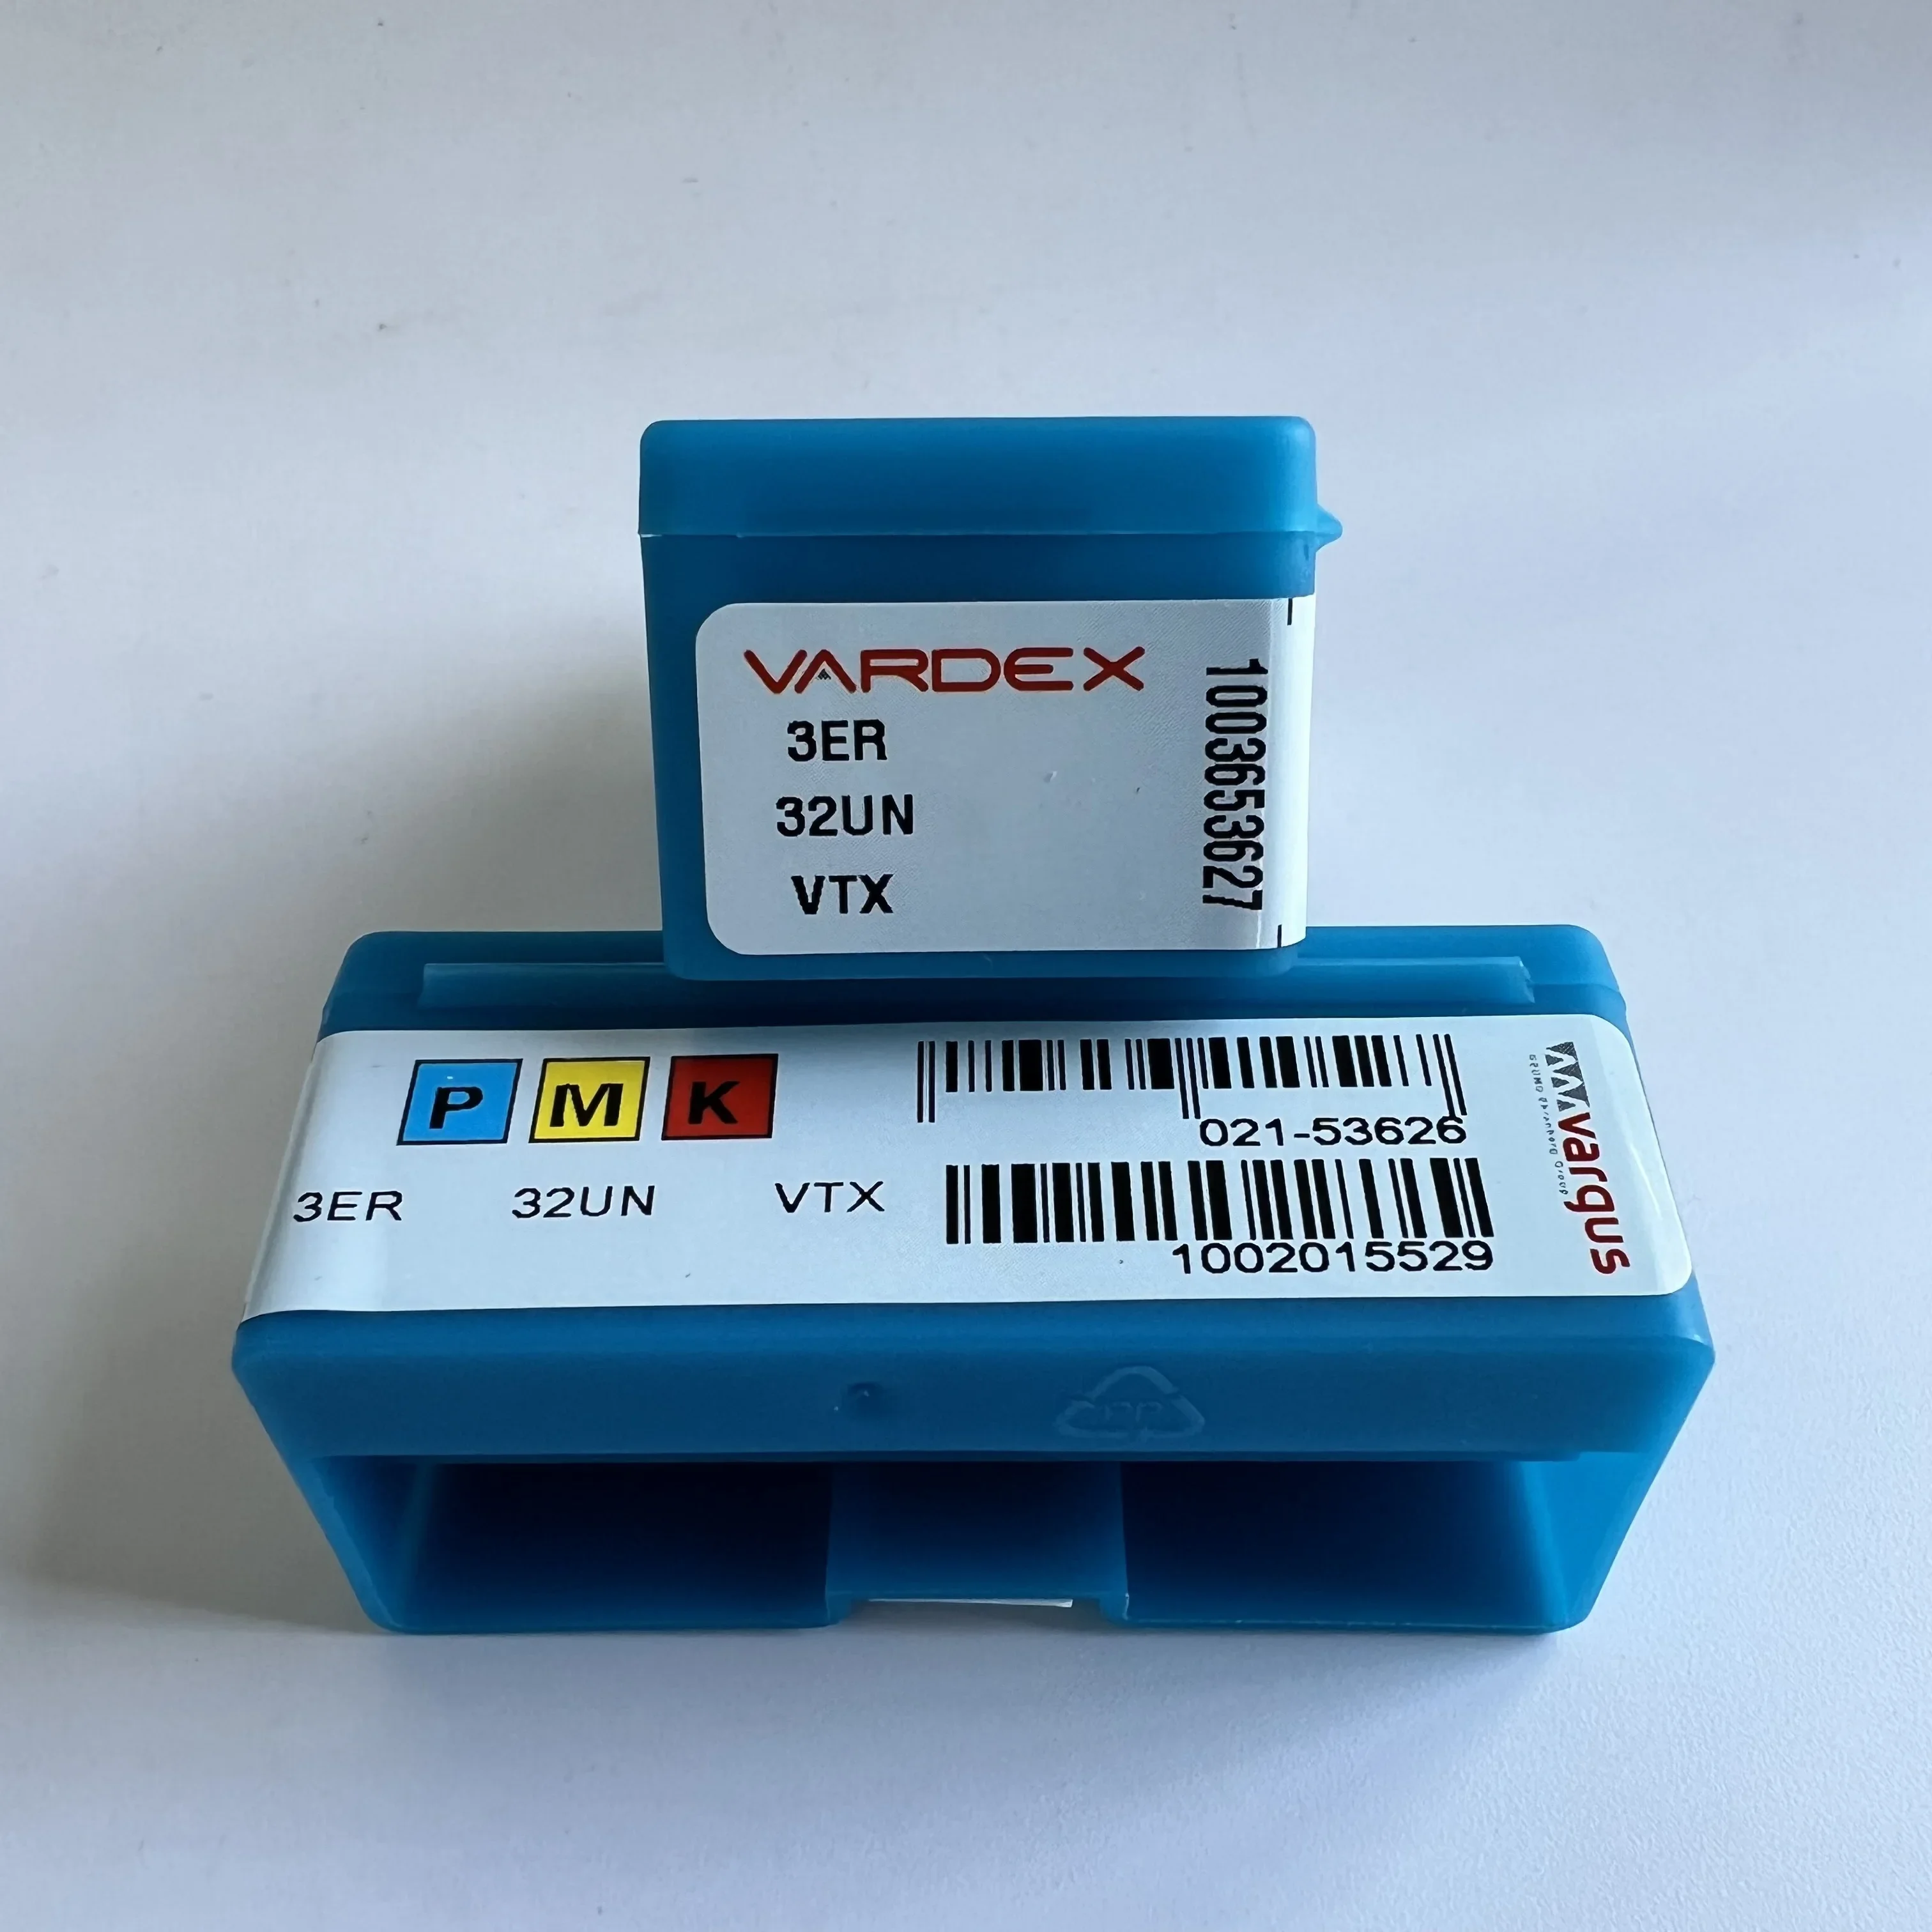 VARDEX
3ER
32UN
VTX
1003653627
P M K
3ER 32UN VTX
021-53626
1002015529
vargus